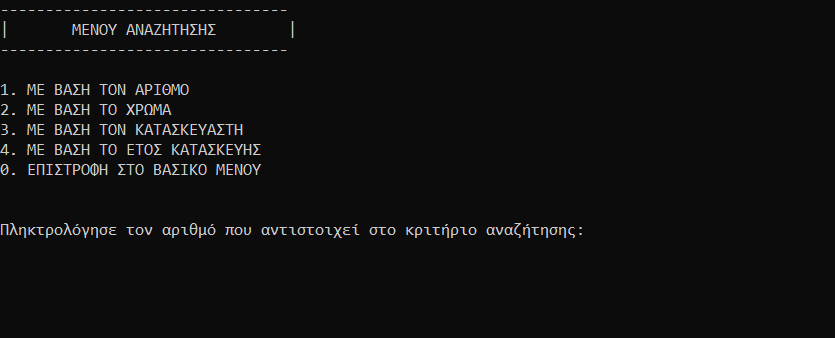 --------------------------------
|       ΜΕΝΟΥ ΑΝΑΖΗΤΗΣΗΣ        |
--------------------------------
1. ΜΕ ΒΑΣΗ ΤΟΝ ΑΡΙΘΜΟ
2. ΜΕ ΒΑΣΗ ΤΟ ΧΡΩΜΑ
3. ΜΕ ΒΑΣΗ ΤΟΝ ΚΑΤΑΣΚΕΥΑΣΤΗ
4. ΜΕ ΒΑΣΗ ΤΟ ΕΤΟΣ ΚΑΤΑΣΚΕΥΗΣ
0. ΕΠΙΣΤΡΟΦΗ ΣΤΟ ΒΑΣΙΚΟ ΜΕΝΟΥ
Πληκτρολόγησε τον αριθμό που αντιστοιχεί στο κριτήριο αναζήτησης: